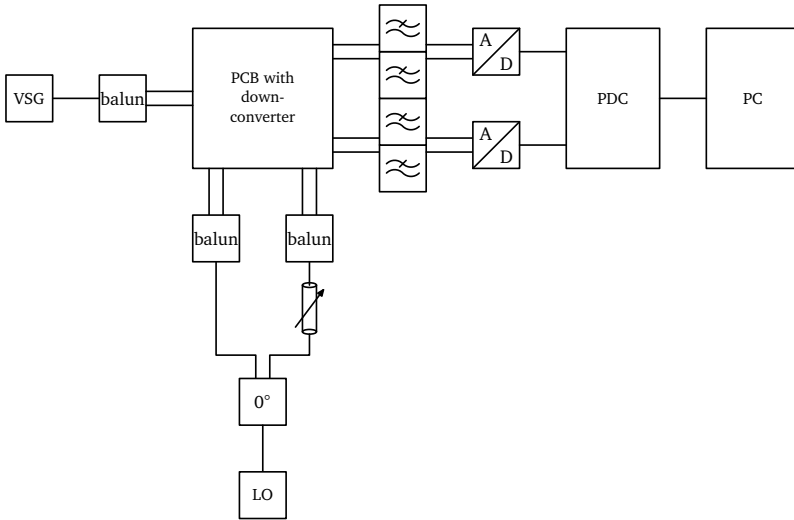 VSG
balun
PCB with
down-
converter
A
D
A
D
PDC
PC
balun
balun
0°
LO